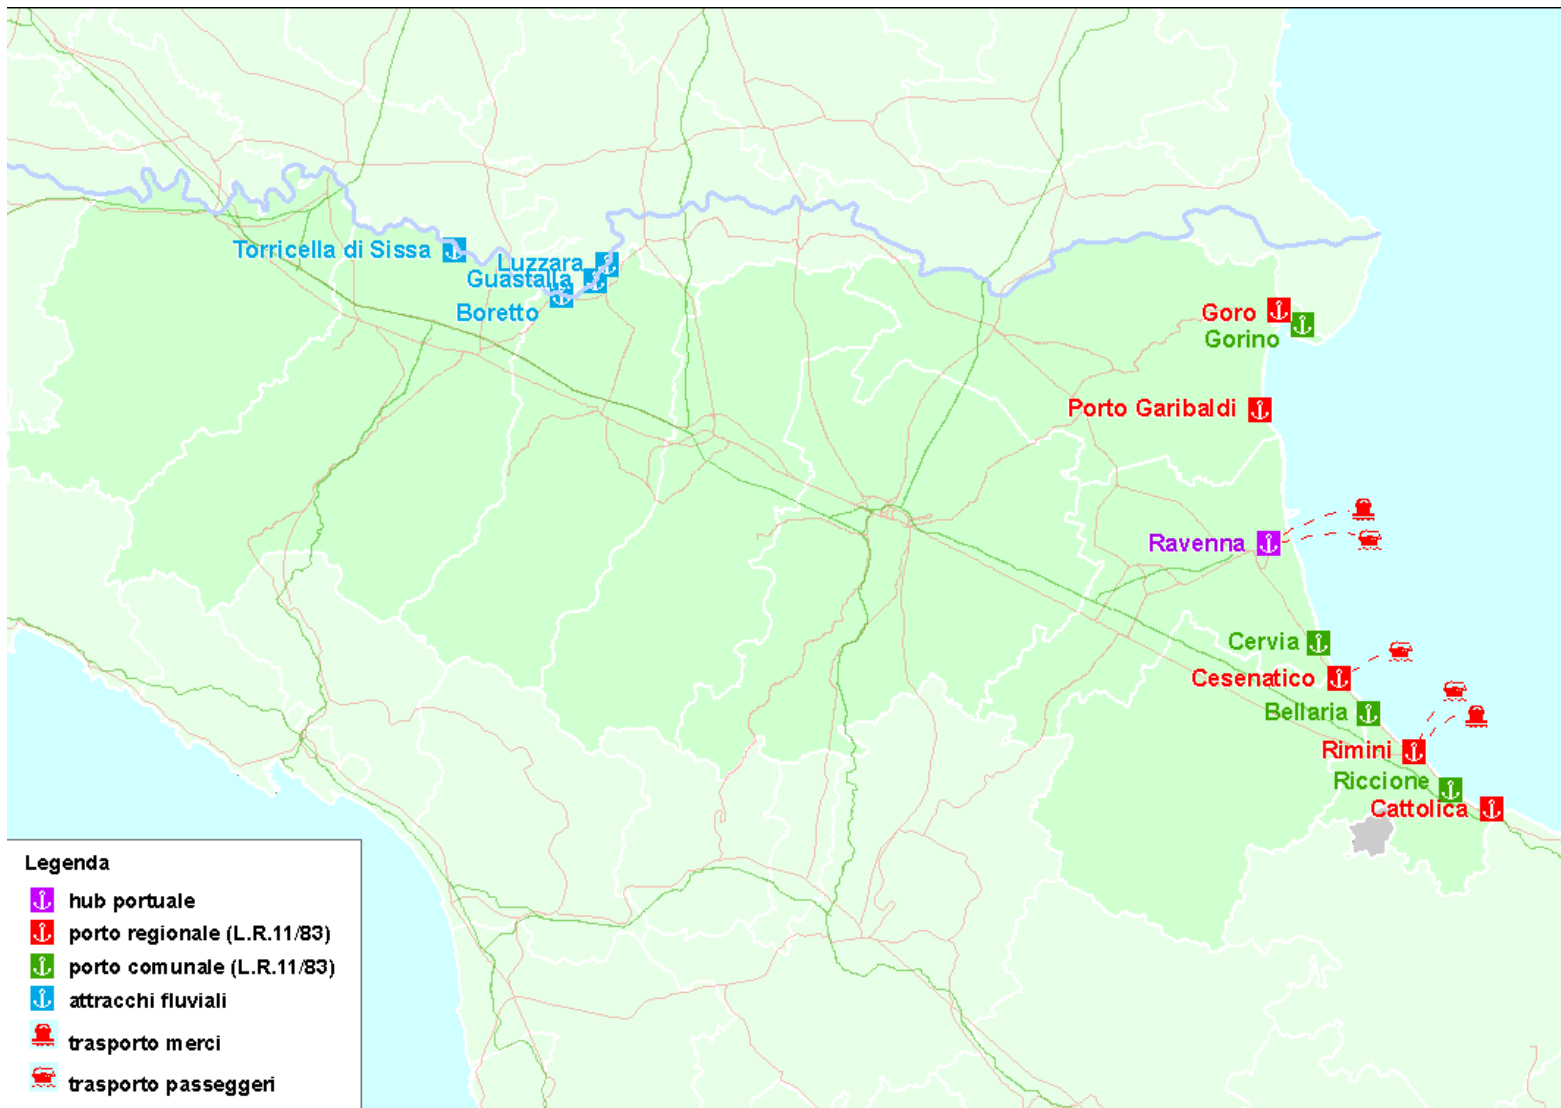 Torricella di Sissa
Luzzara
Guastalla
Boretto
Goro
Gorino
Porto Garibaldi
Ravenna
Cervia
Cesenatico
Bellaria
Rimini
Riccione
Cattolica
Legenda
hub portuale
porto regionale (L.R.11/83)
porto comunale (L.R.11/83)
attracchi fluviali
trasporto merci
trasporto passeggeri